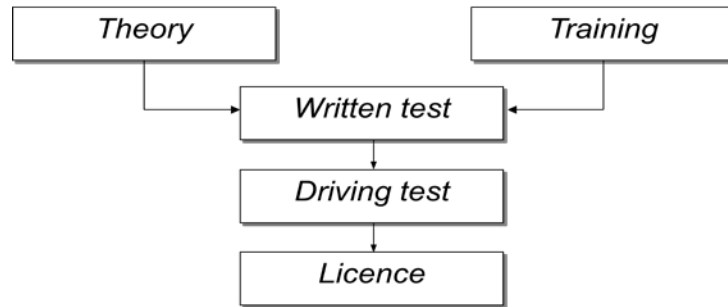 Theory
Training
Written test
Driving test
Licence